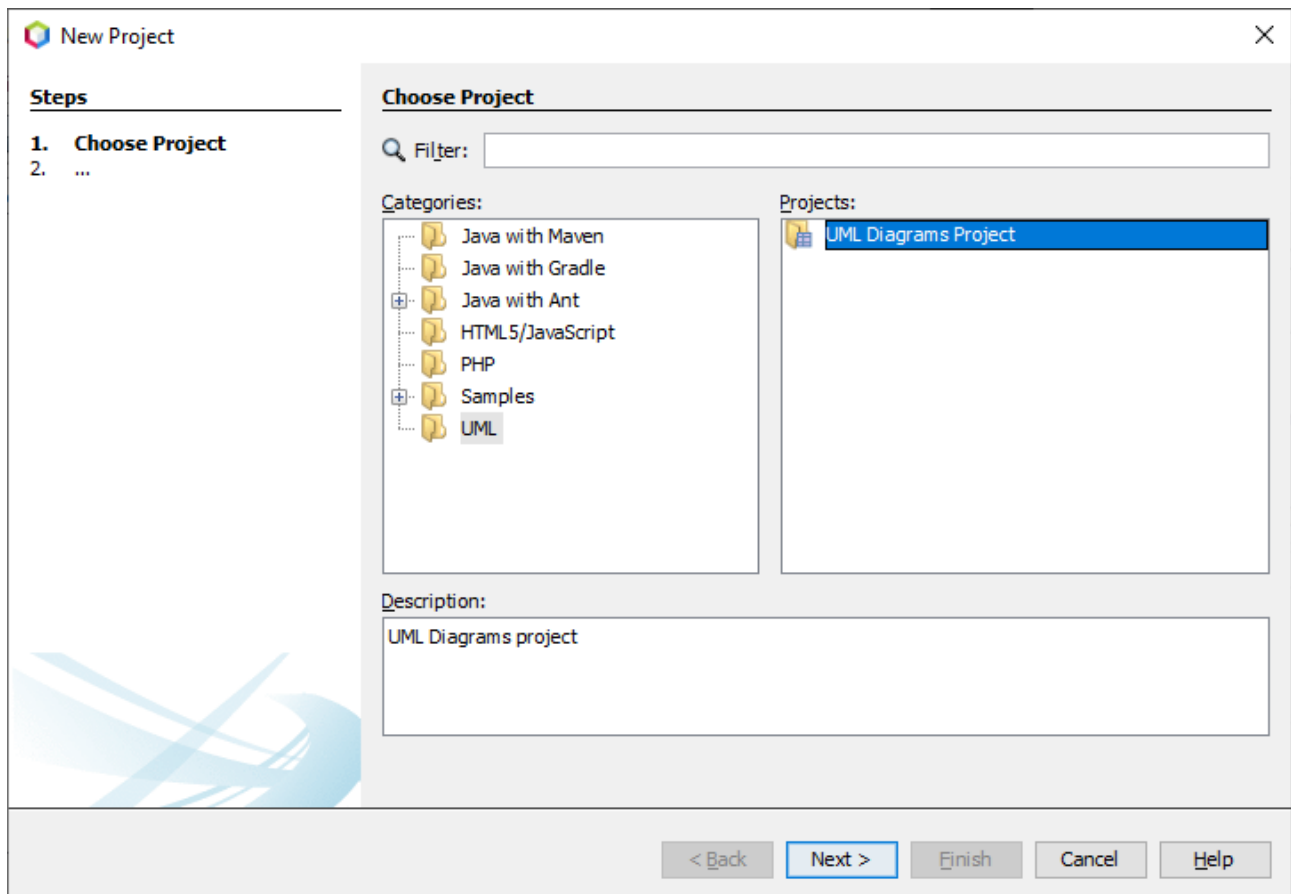 New Project
Steps
1. Choose Project
2. ...
Choose Project
Filter:
Categories:
Java with Maven
Java with Gradle
Java with Ant
HTML5/JavaScript
PHP
Samples
UML
Projects:
UML Diagrams Project
Description:
UML Diagrams project
< Back
Next >
Finish
Cancel
Help